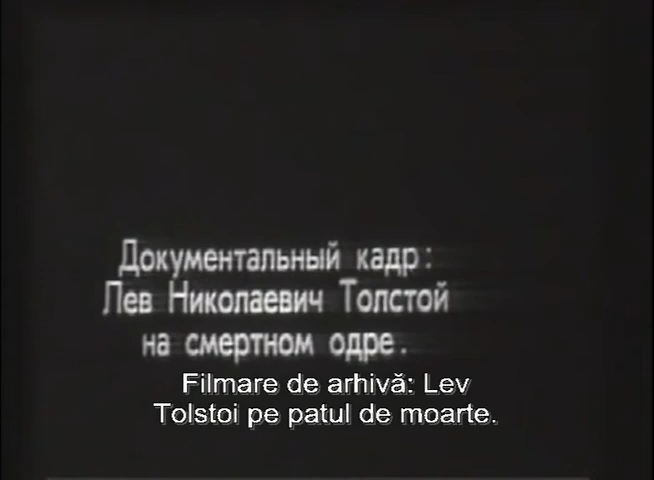 Документальный кадр:
Лев Николаевич Толстой
на смертном одре.
Filmare de arhivă: Lev
Tolstoi pe patul de moarte.